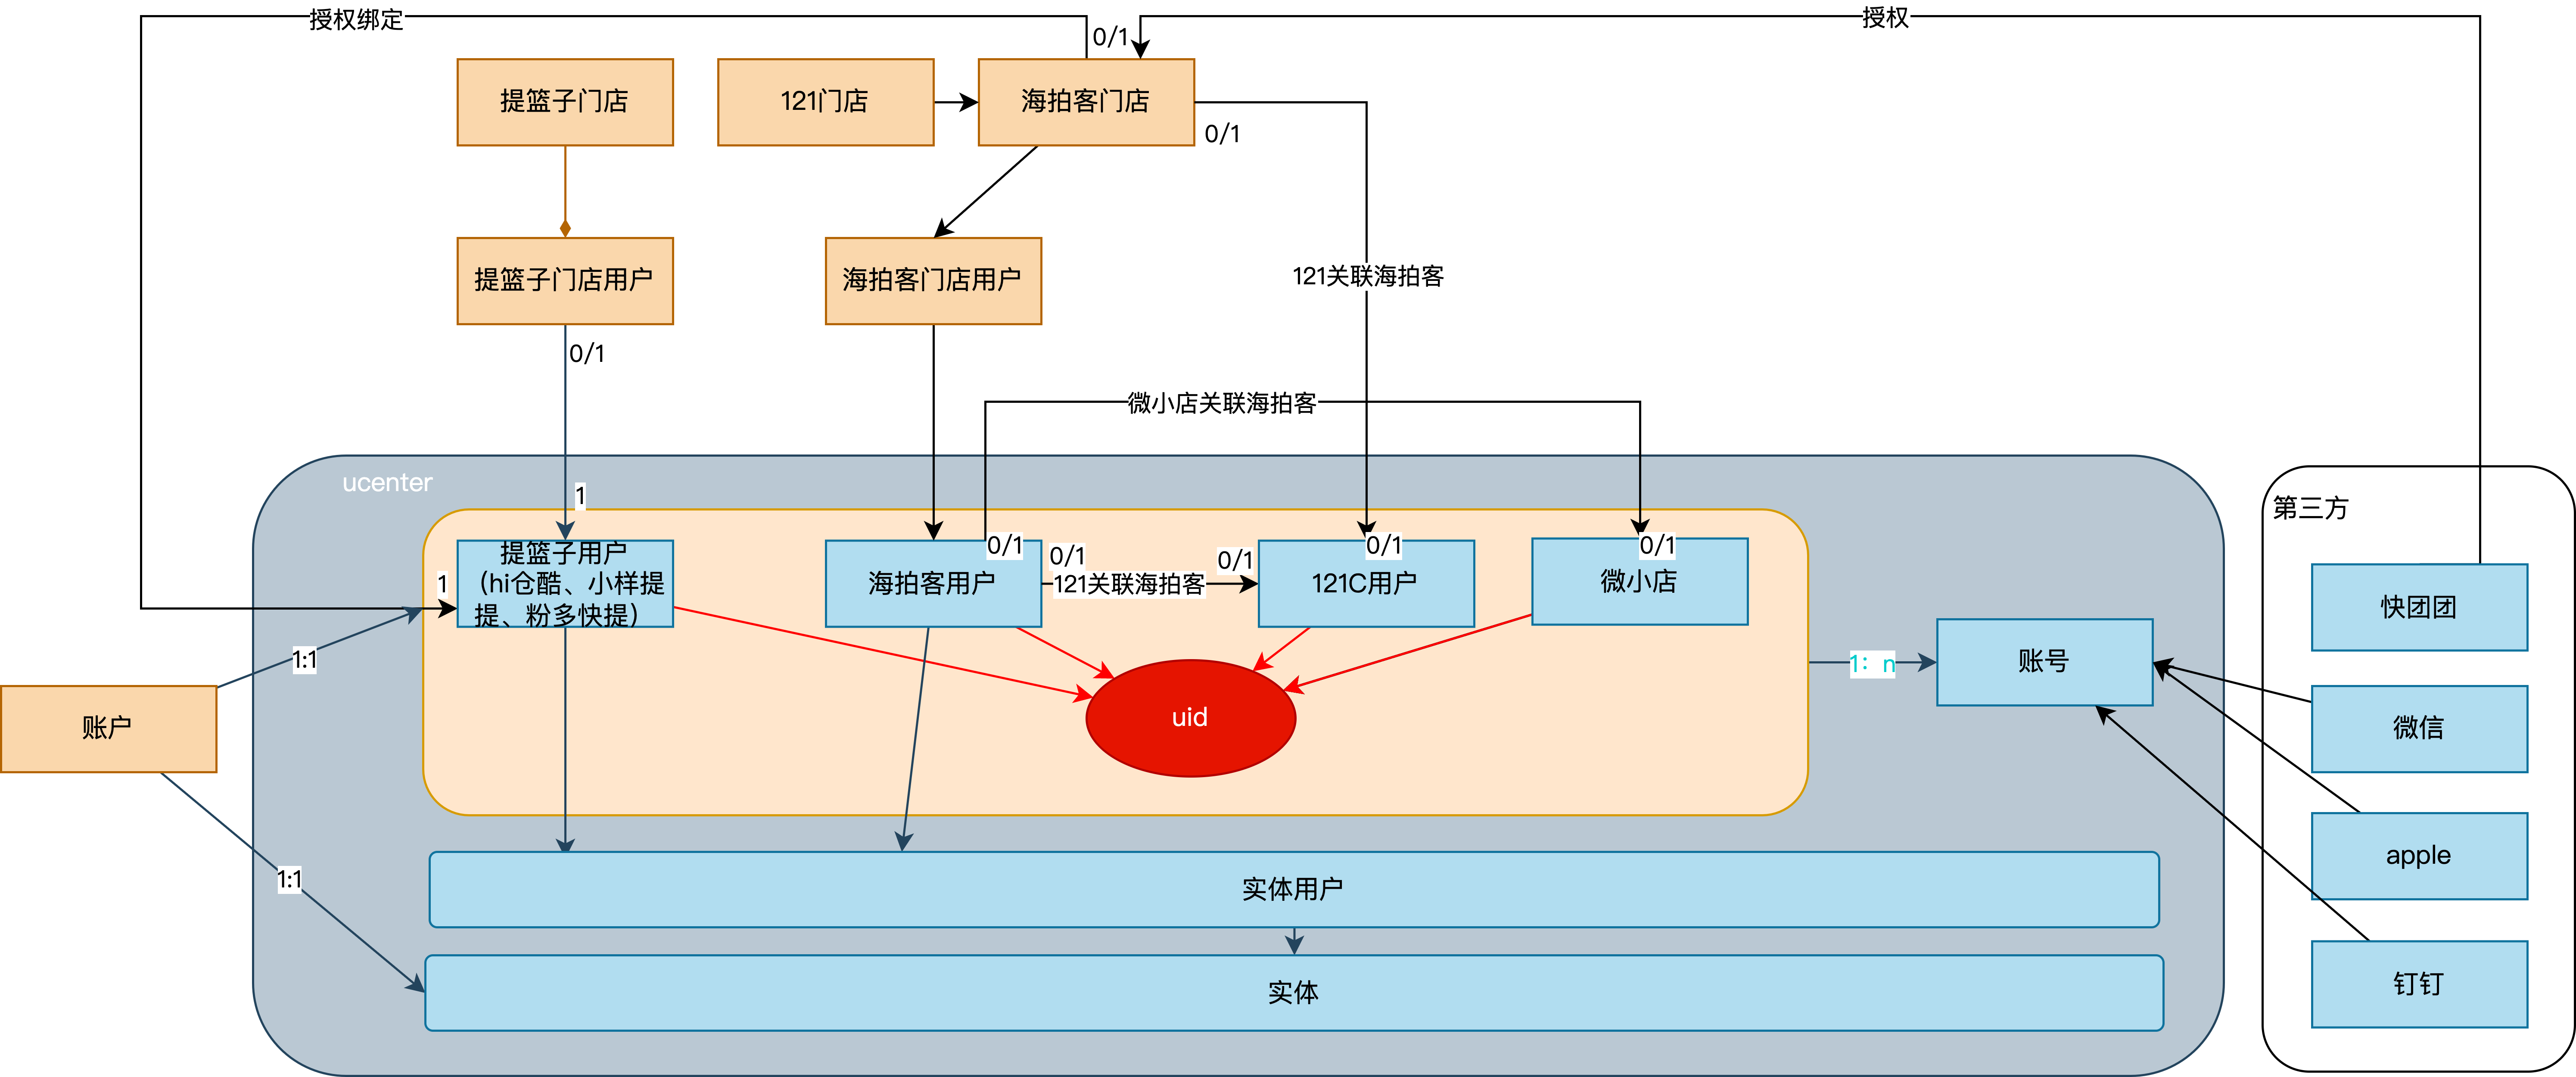 授权绑定
授权
0/1
提篮子门店
121门店
海拍客门店
0/1
提篮子门店用户
海拍客门店用户
121关联海拍客
0/1
微小店关联海拍客
ucenter
1
第三方
提篮子用户
（hi仓酷、小样提
提、粉多快提）
1
海拍客用户
0/1
0/1
121关联海拍客
0/1
121C用户
0/1
微小店
0/1
快团团
1:1
账户
uid
1：n
账号
微信
apple
1:1
实体用户
实体
钉钉